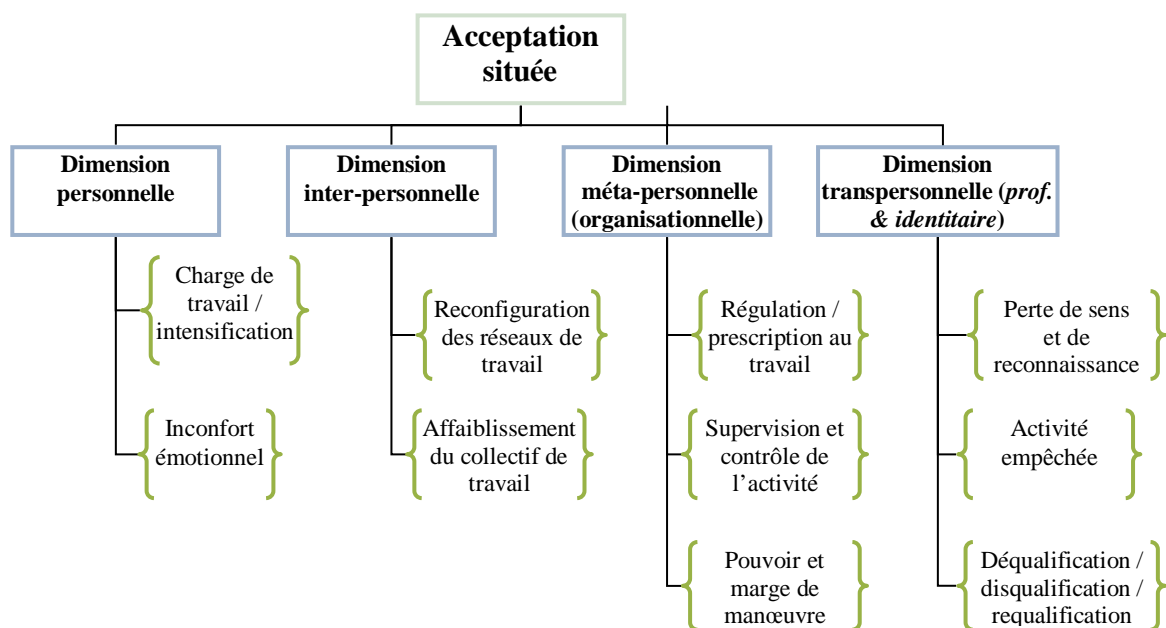 Acceptation
située
Dimension
personnelle
Dimension
inter-personnelle
Dimension
méta-personnelle
(organisationnelle)
Dimension
transpersonnelle (prof.
& identitaire)
Charge de
travail /
intensification
Inconfort
émotionnel
Reconfiguration
des réseaux de
travail
Affaiblissement
du collectif de
travail
Régulation /
prescription au
travail
Supervision et
contrôle de
l’activité
Pouvoir et
marge de
manœuvre
Perte de sens
et de
reconnaissance
Activité
empêchée
Déqualification /
disqualification /
requalification